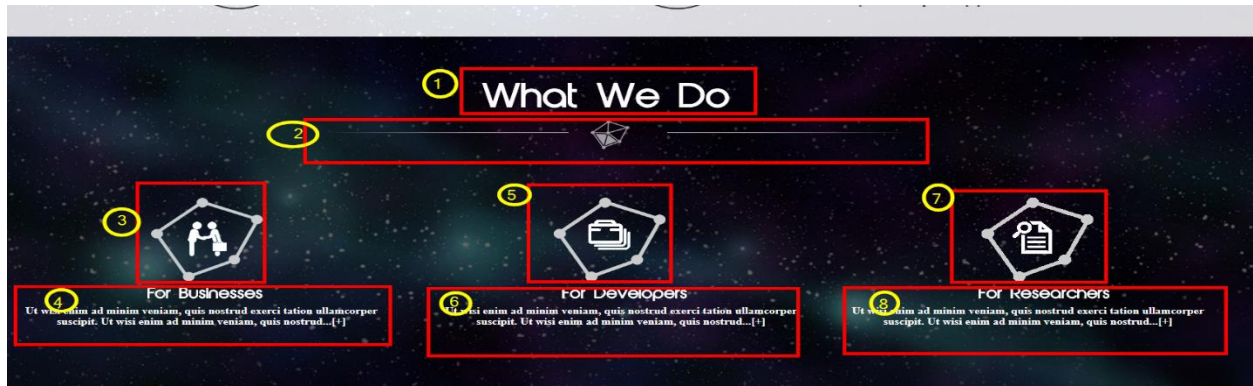 1
What We Do
2
3
5
7
4
For Businesses
Ut wisi enim ad minim veniam, quis nostrud exerci tation ullamcorper
suscipit. Ut wisi enim ad minim veniam, quis nostrud...[+]
6
For Developers
Ut wisi enim ad minim veniam, quis nostrud exerci tation ullamcorper
suscipit. Ut wisi enim ad minim veniam, quis nostrud...[+]
8
For Researchers
Ut wisi enim ad minim veniam, quis nostrud exerci tation ullamcorper
suscipit. Ut wisi enim ad minim veniam, quis nostrud...[+]